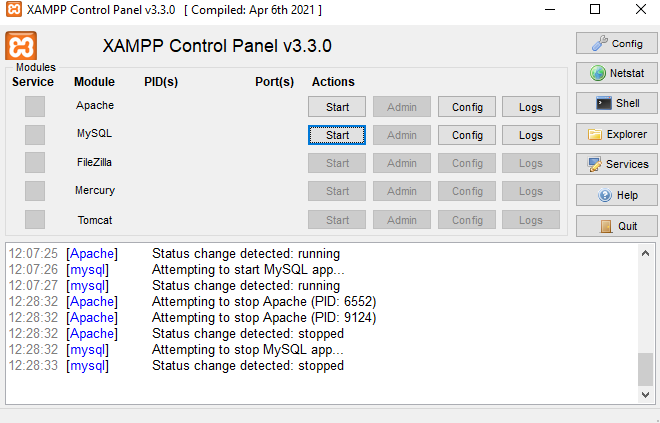 XAMPP Control Panel v3.3.0 [ Compiled: Apr 6th 2021 ]
XAMPP Control Panel v3.3.0
Config
Modules
Service Module PID(s) Port(s) Actions
Netstat
Apache Start Admin Config Logs
Shell
MySQL Start Admin Config Logs
Explorer
FileZilla Start Admin Config Logs
Services
Mercury Start Admin Config Logs
Help
Tomcat Start Admin Config Logs
Quit
12:07:25 [Apache] Status change detected: running
12:07:26 [mysql] Attempting to start MySQL app...
12:07:27 [mysql] Status change detected: running
12:28:32 [Apache] Attempting to stop Apache (PID: 6552)
12:28:32 [Apache] Attempting to stop Apache (PID: 9124)
12:28:32 [Apache] Status change detected: stopped
12:28:32 [mysql] Attempting to stop MySQL app...
12:28:33 [mysql] Status change detected: stopped